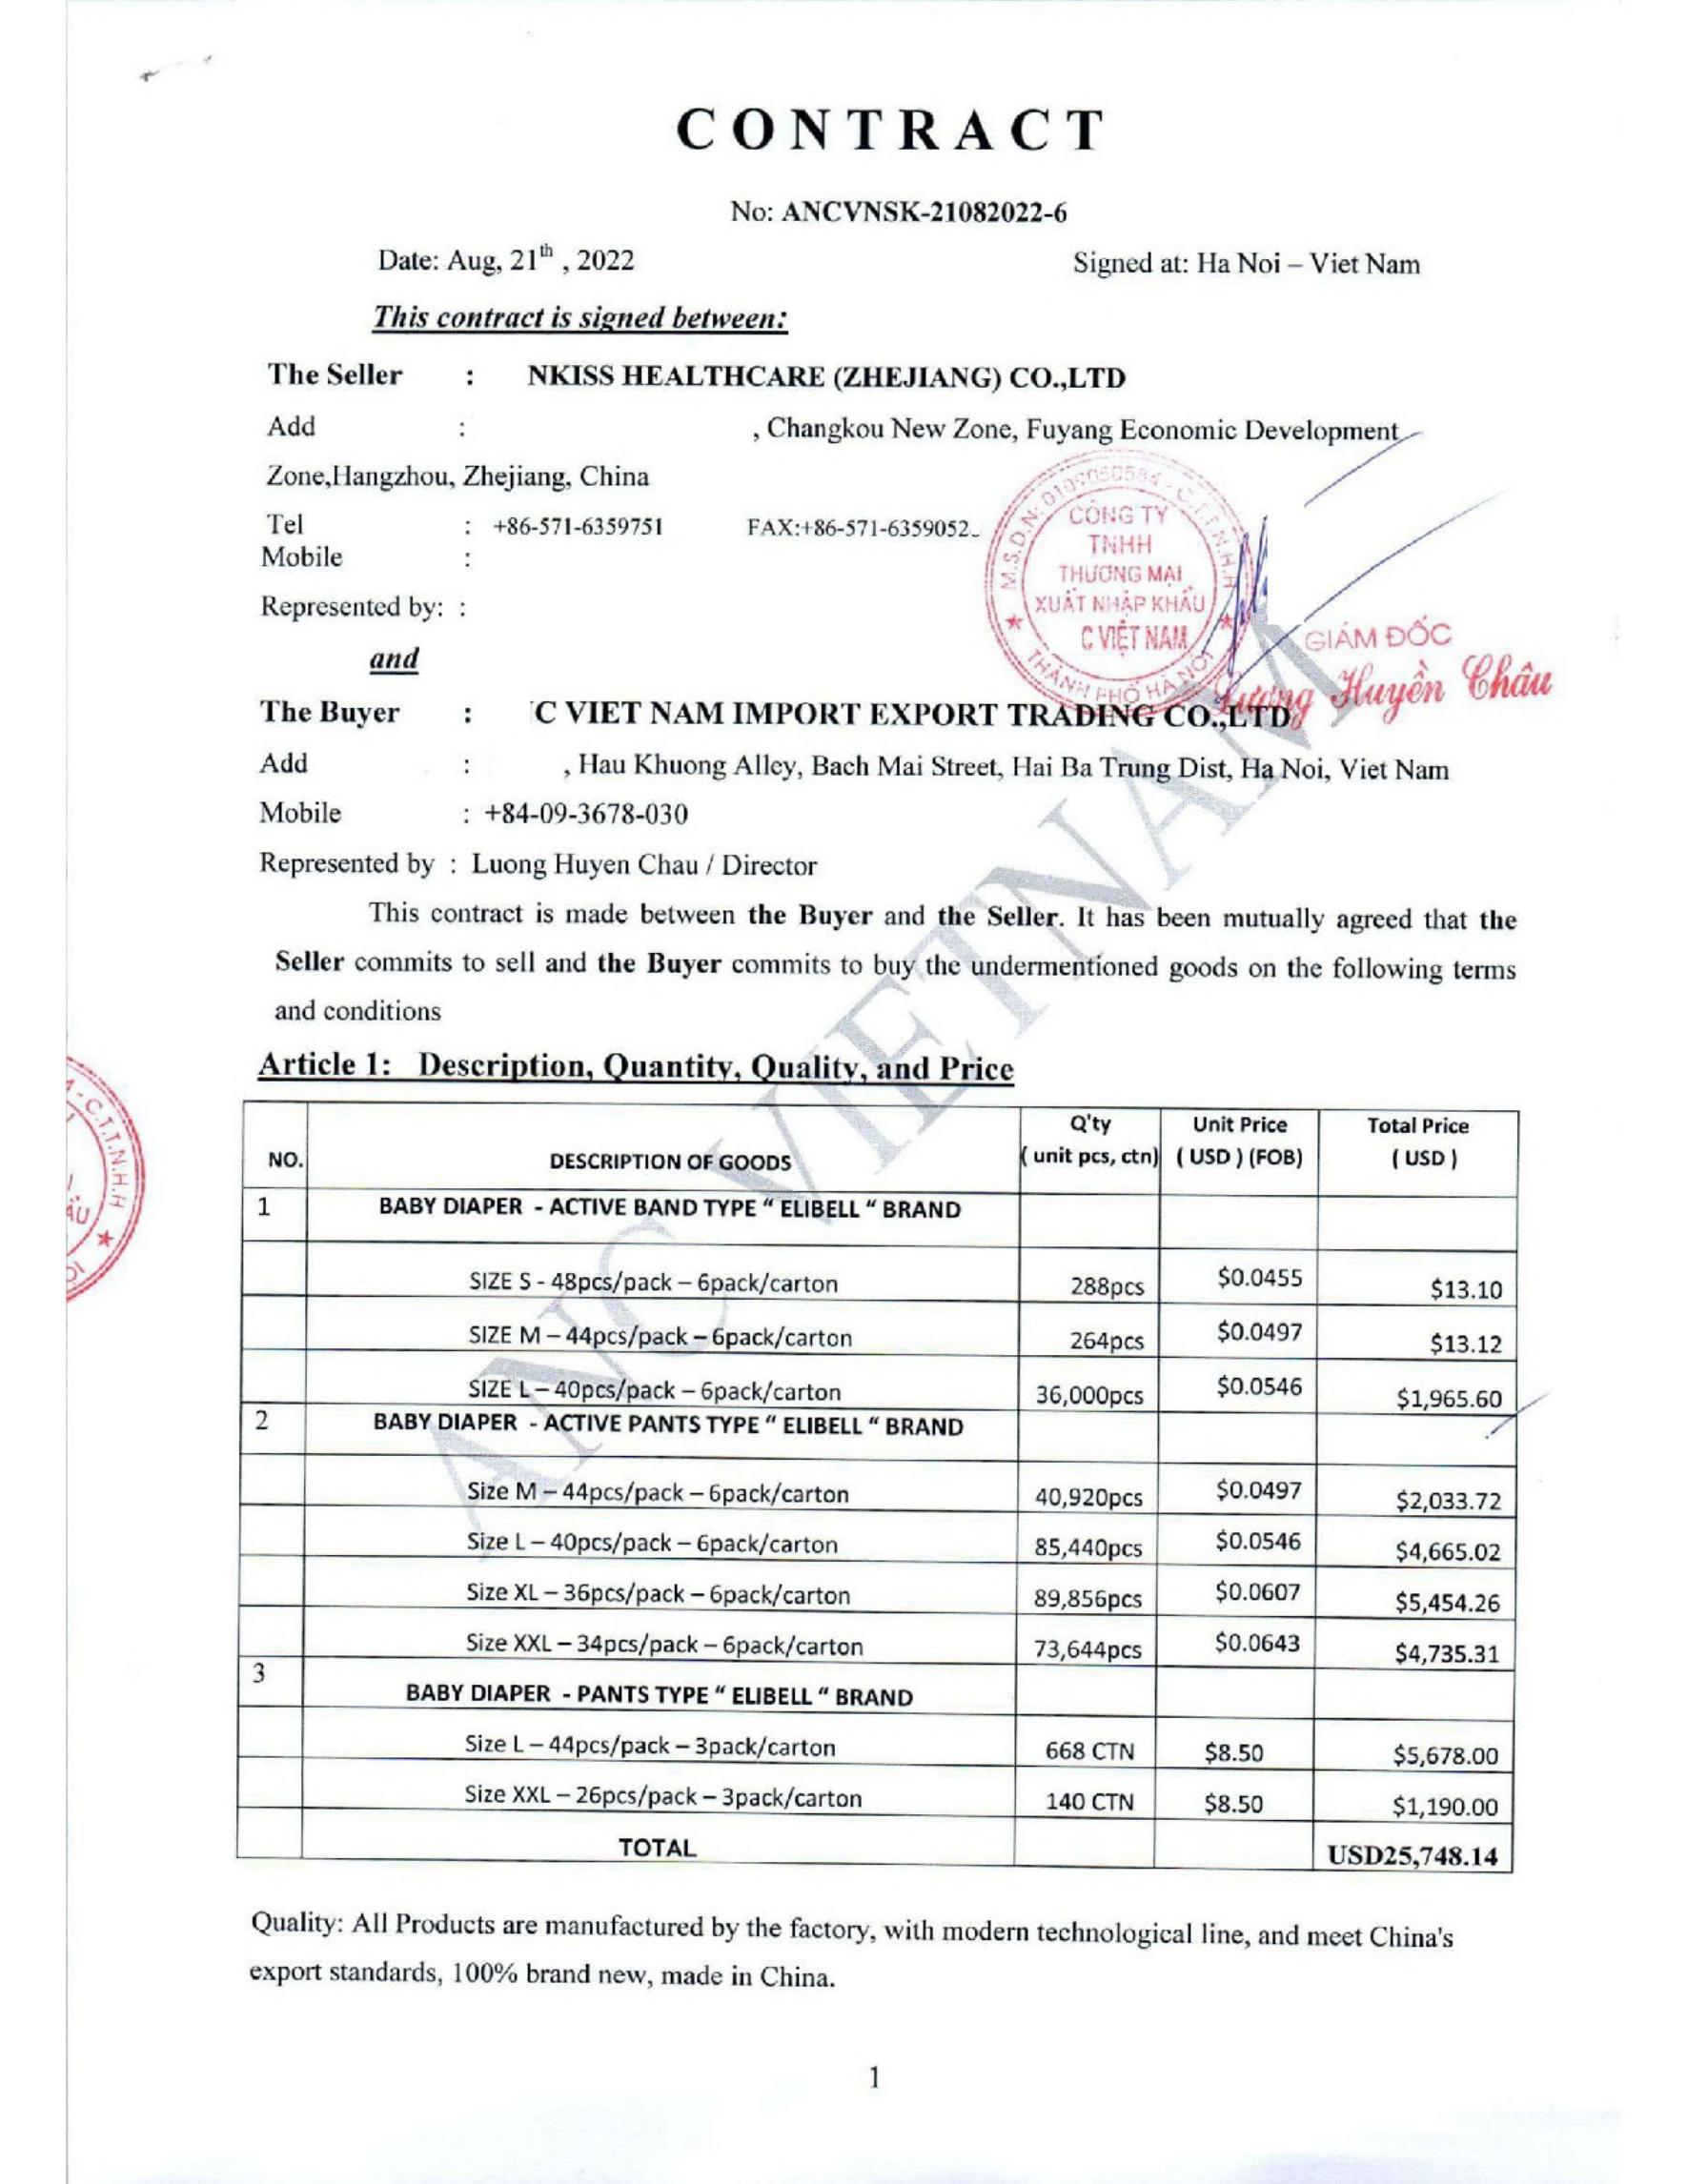 CONTRACT
No: ANCVNSK-21082022-6
Date: Aug, 21th , 2022 Signed at: Ha Noi – Viet Nam
This contract is signed between:
The Seller : NKISS HEALTHCARE (ZHEJIANG) CO.,LTD
Add : , Changkou New Zone, Fuyang Economic Development
Zone,Hangzhou, Zhejiang, China
Tel : +86-571-6359751 FAX:+86-571-6359052
Mobile :
Represented by: :
and
M.S.D.N: 0109050584 - C.T.T.N.H.H
CÔNG TY
TNHH
THƯƠNG MẠI
XUẤT NHẬP KHẨU
C VIỆT NAM
THÀNH PHỐ HÀ NỘI
GIÁM ĐỐC
Lương Huyền Châu
The Buyer : C VIET NAM IMPORT EXPORT TRADING CO.,LTD
Add : , Hau Khuong Alley, Bach Mai Street, Hai Ba Trung Dist, Ha Noi, Viet Nam
Mobile : +84-09-3678-030
Represented by : Luong Huyen Chau / Director
This contract is made between the Buyer and the Seller. It has been mutually agreed that the
Seller commits to sell and the Buyer commits to buy the undermentioned goods on the following terms
and conditions
ANC VIETNAM
Article 1: Description, Quantity, Quality, and Price
NO. DESCRIPTION OF GOODS Q'ty ( unit pcs, ctn) Unit Price ( USD ) (FOB) Total Price ( USD )
1 BABY DIAPER - ACTIVE BAND TYPE “ ELIBELL “ BRAND
SIZE S - 48pcs/pack – 6pack/carton 288pcs $0.0455 $13.10
SIZE M – 44pcs/pack – 6pack/carton 264pcs $0.0497 $13.12
SIZE L – 40pcs/pack – 6pack/carton 36,000pcs $0.0546 $1,965.60
2 BABY DIAPER - ACTIVE PANTS TYPE “ ELIBELL “ BRAND
Size M – 44pcs/pack – 6pack/carton 40,920pcs $0.0497 $2,033.72
Size L – 40pcs/pack – 6pack/carton 85,440pcs $0.0546 $4,665.02
Size XL – 36pcs/pack – 6pack/carton 89,856pcs $0.0607 $5,454.26
Size XXL – 34pcs/pack – 6pack/carton 73,644pcs $0.0643 $4,735.31
3 BABY DIAPER - PANTS TYPE “ ELIBELL “ BRAND
Size L – 44pcs/pack – 3pack/carton 668 CTN $8.50 $5,678.00
Size XXL – 26pcs/pack – 3pack/carton 140 CTN $8.50 $1,190.00
TOTAL USD25,748.14
C.T.T.N.H.H
Quality: All Products are manufactured by the factory, with modern technological line, and meet China's
export standards, 100% brand new, made in China.
1